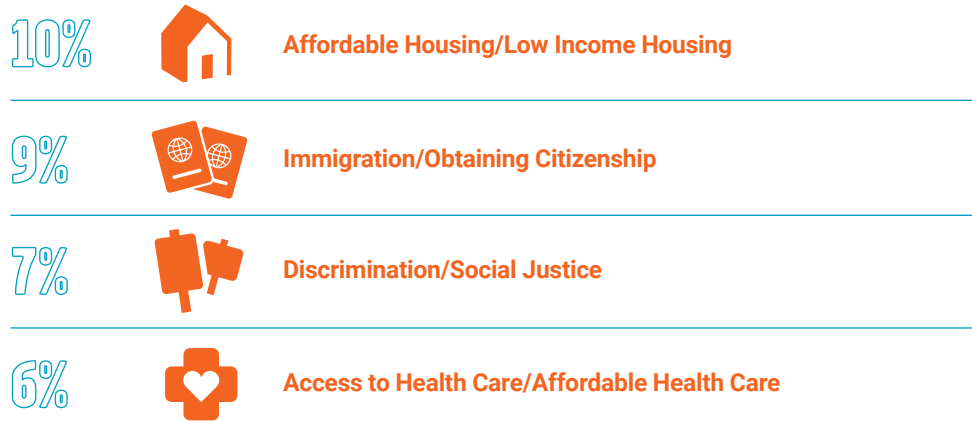 10% Affordable Housing/Low Income Housing
9% Immigration/Obtaining Citizenship
7% Discrimination/Social Justice
6% Access to Health Care/Affordable Health Care